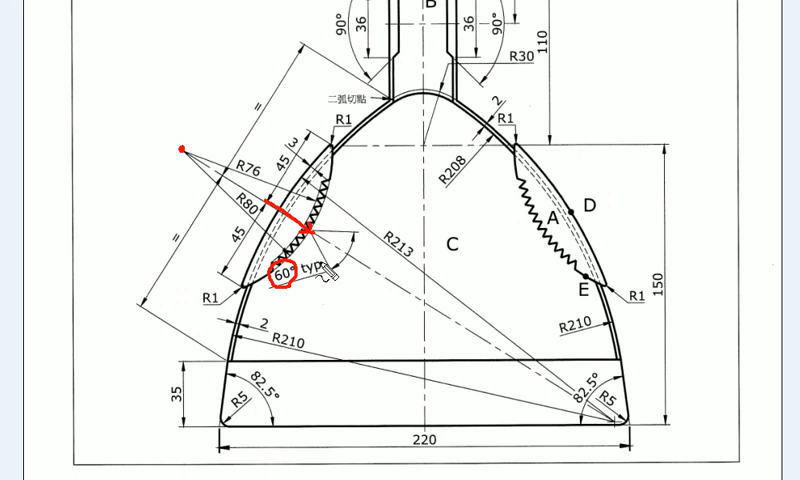 B
90°
36
36
90°
110
R30
二弧切點
2
R1
R1
=
3
45
R76
R208
R80
A
D
C
R213
45
=
60° typ
E
150
R1
R1
2
R210
R210
35
82.5°
R5
82.5°
R5
220